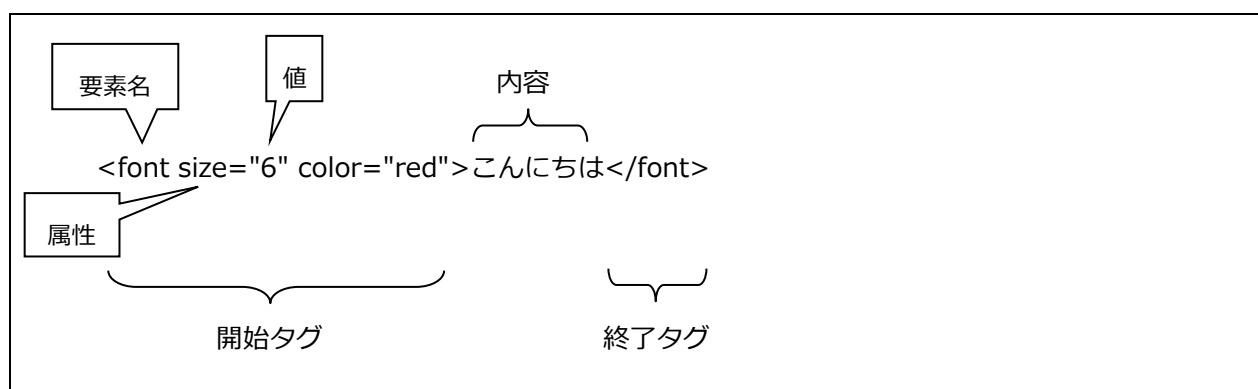 要素名
値
内容
<font size="6" color="red">こんにちは</font>
属性
開始タグ
終了タグ